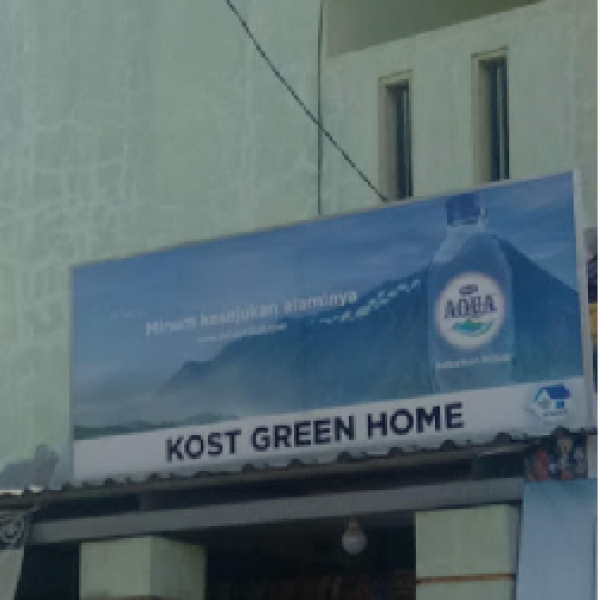 Minum kesejukan alaminya
AQUA
KOST GREEN HOME